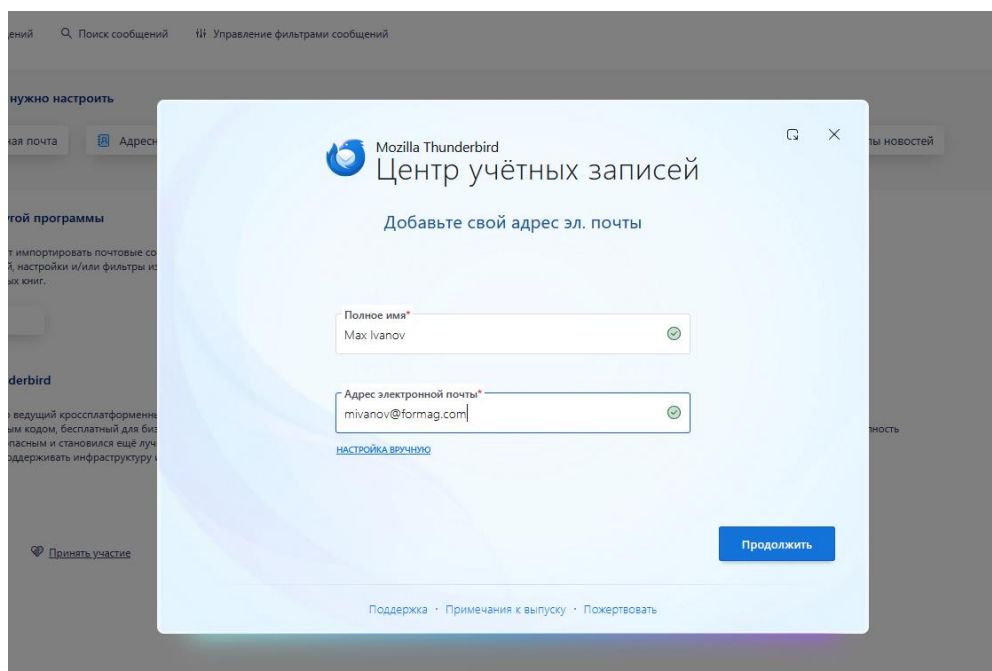 ений Поиск сообщений Управление фильтрами сообщений
нужно настроить
ная почта Адресн
ы новостей
Mozilla Thunderbird
Центр учётных записей
Добавьте свой адрес эл. почты
гой программы
т импортировать почтовые со
й, настройки и/или фильтры из
ых книг.
Полное имя*
Max Ivanov
Адрес электронной почты*
mivanov@formag.com
НАСТРОЙКА ВРУЧНУЮ
derbird
ведущий кроссплатформенны
ым кодом, бесплатный для биз
пасным и становился ещё луч
оддерживать инфраструктуру и
ность
Принять участие
Продолжить
Поддержка · Примечания к выпуску · Пожертвовать